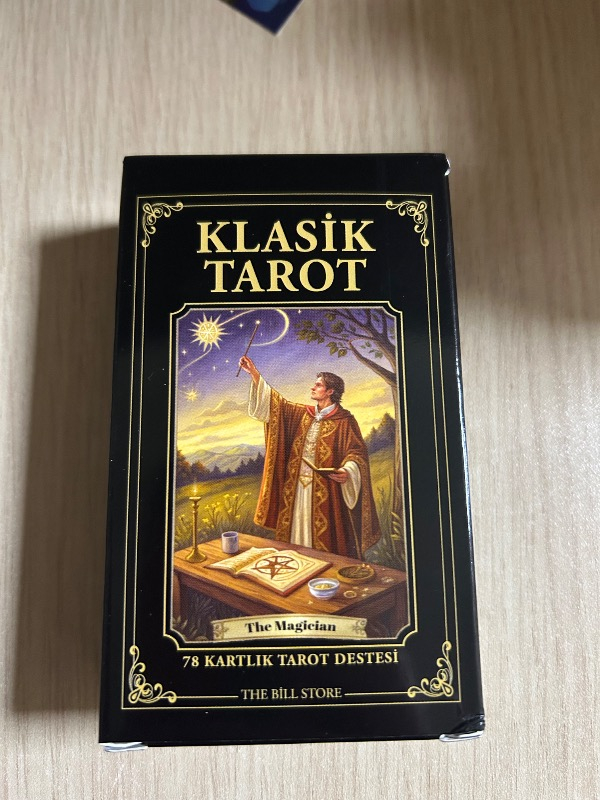 KLASİK
TAROT
The Magician
78 KARTLIK TAROT DESTESİ
THE BİLL STORE